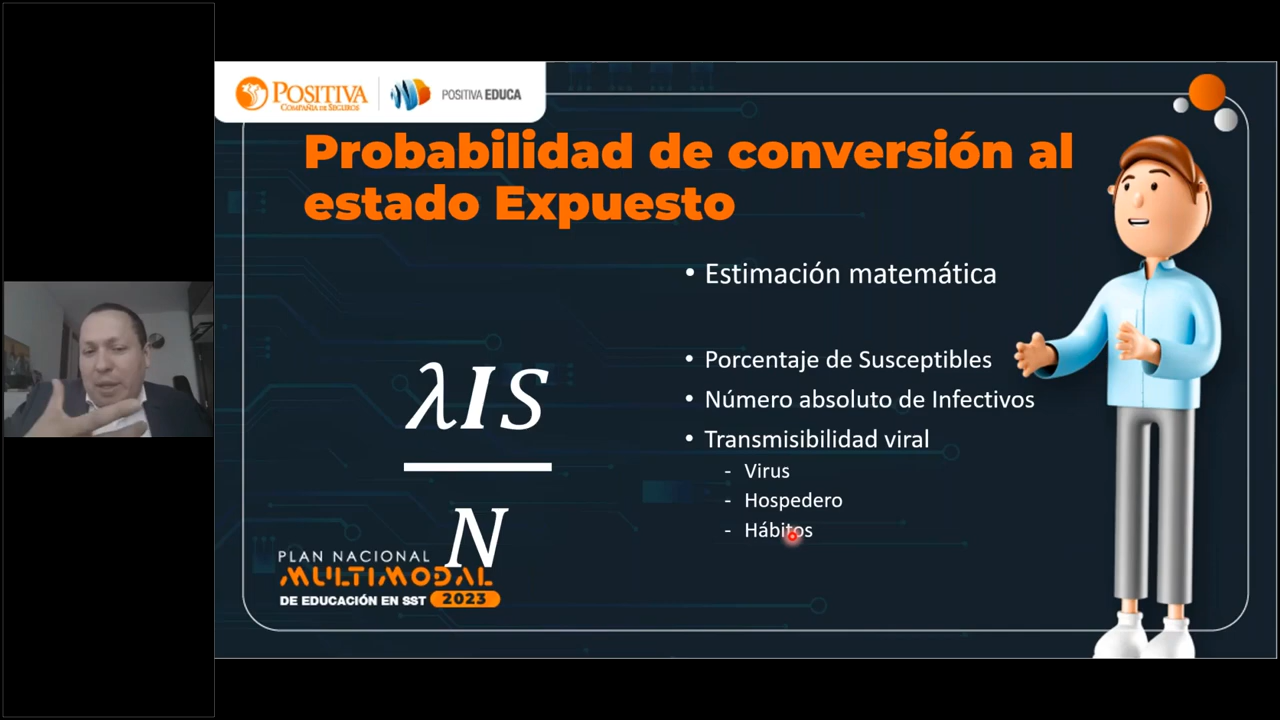 POSITIVA
COMPAÑÍA DE SEGUROS
POSITIVA EDUCA
Probabilidad de conversión al
estado Expuesto
• Estimación matemática
• Porcentaje de Susceptibles
• Número absoluto de Infectivos
• Transmisibilidad viral
- Virus
- Hospedero
- Hábitos
λIS
N
PLAN NACIONAL
MULTIMODAL
DE EDUCACIÓN EN SST 2023